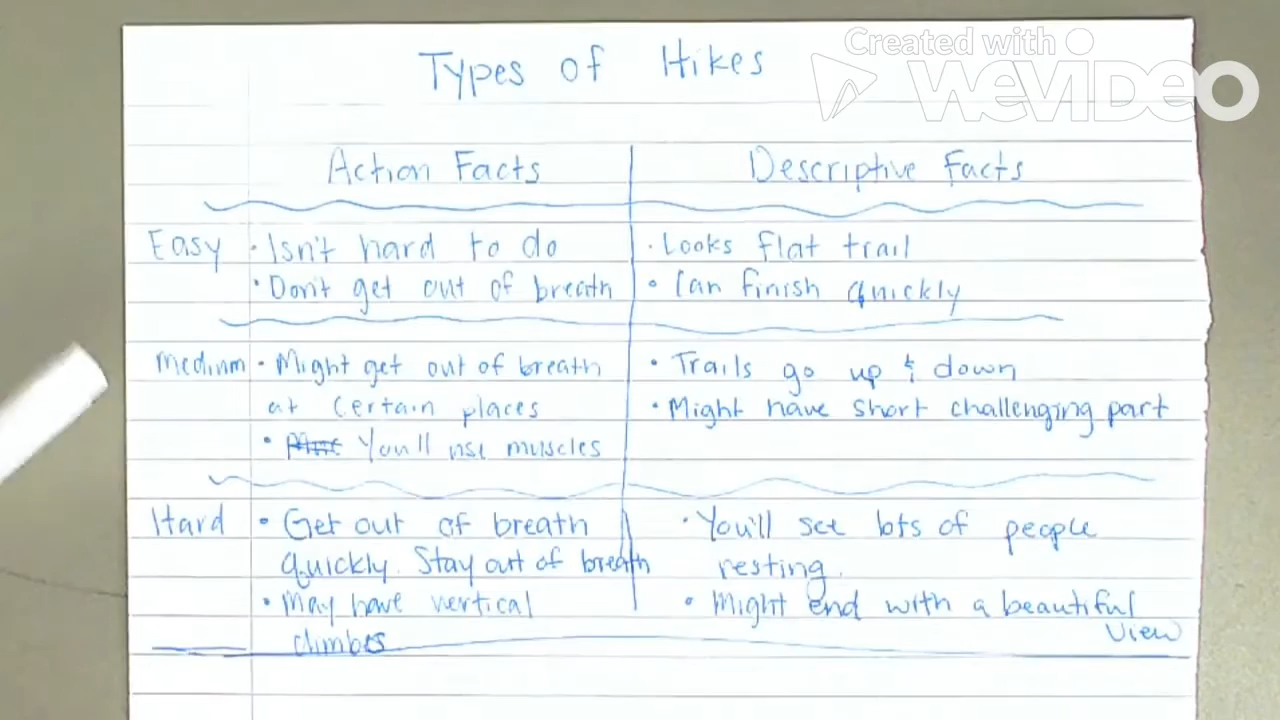 Created with
WEVIDEO
Types of Hikes
Action Facts Descriptive Facts
Easy • Isn't hard to do • Looks flat trail
• Don't get out of breath • Can finish quickly
Medium • Might get out of breath • Trails go up & down
at certain places • Might have short challenging part
• You'll use muscles
Hard • Get out of breath • You'll see lots of people
quickly. Stay out of breath resting.
• May have vertical • Might end with a beautiful
climbs view